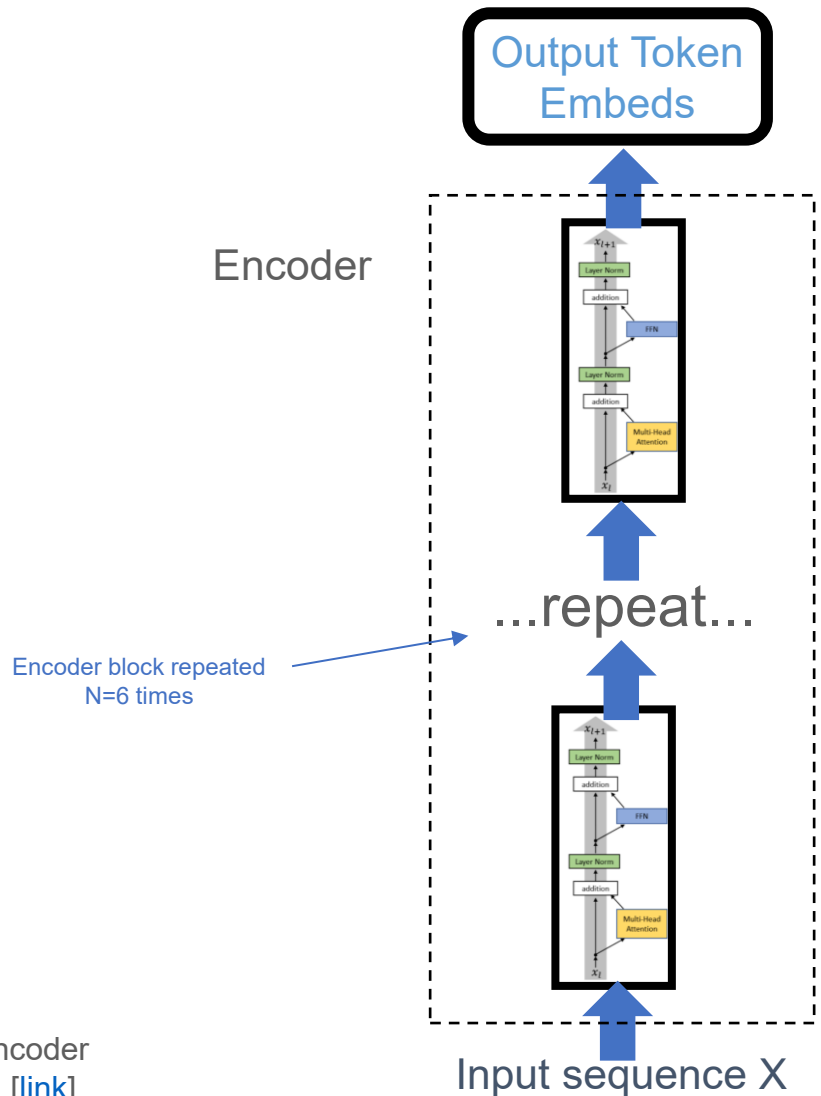 Output Token
Embeds
Encoder
x_{l+1}
Layer Norm
addition
FFN
Layer Norm
addition
Multi-Head
Attention
x_l
...repeat...
Encoder block repeated
N=6 times
x_{l+1}
Layer Norm
addition
FFN
Layer Norm
addition
Multi-Head
Attention
x_l
ncoder
[link]
Input sequence X